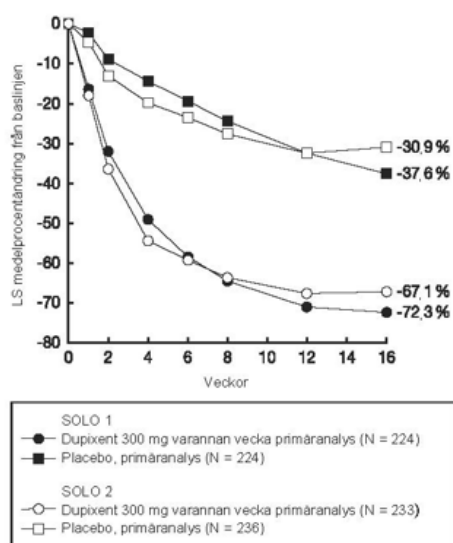 LS medelprocentändring från baslinjen
0
-10
-20
-30
-40
-50
-60
-70
-80
-30,9 %
-37,6 %
-67,1 %
-72,3 %
0 2 4 6 8 10 12 14 16
Veckor
SOLO 1
Dupixent 300 mg varannan vecka primäranalys (N = 224)
Placebo, primäranalys (N = 224)
SOLO 2
Dupixent 300 mg varannan vecka primäranalys (N = 233)
Placebo, primäranalys (N = 236)